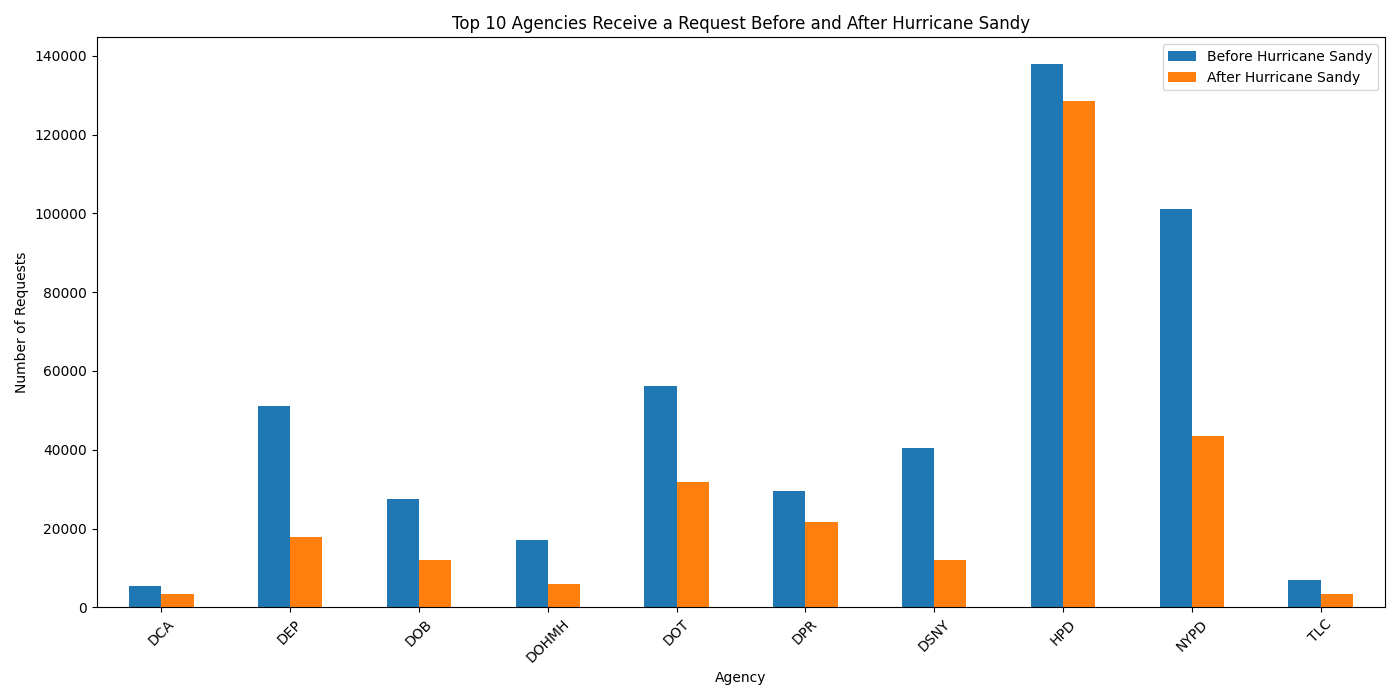 Top 10 Agencies Receive a Request Before and After Hurricane Sandy
Before Hurricane Sandy
After Hurricane Sandy
Number of Requests
140000
120000
100000
80000
60000
40000
20000
0
DCA
DEP
DOB
DOHMH
DOT
DPR
DSNY
HPD
NYPD
TLC
Agency